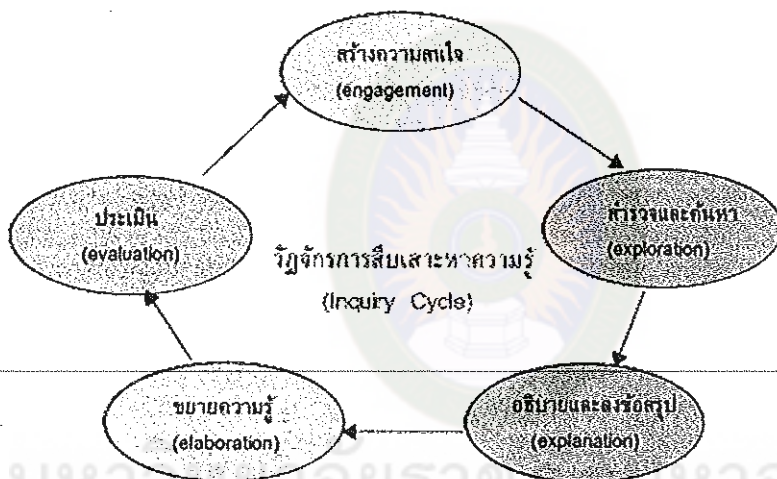 สร้างความสนใจ
(engagement)
สำรวจและค้นหา
(exploration)
อธิบายและลงข้อสรุป
(explanation)
ขยายความรู้
(elaboration)
ประเมิน
(evaluation)
วัฏจักรการสืบเสาะหาความรู้
(Inquiry Cycle)